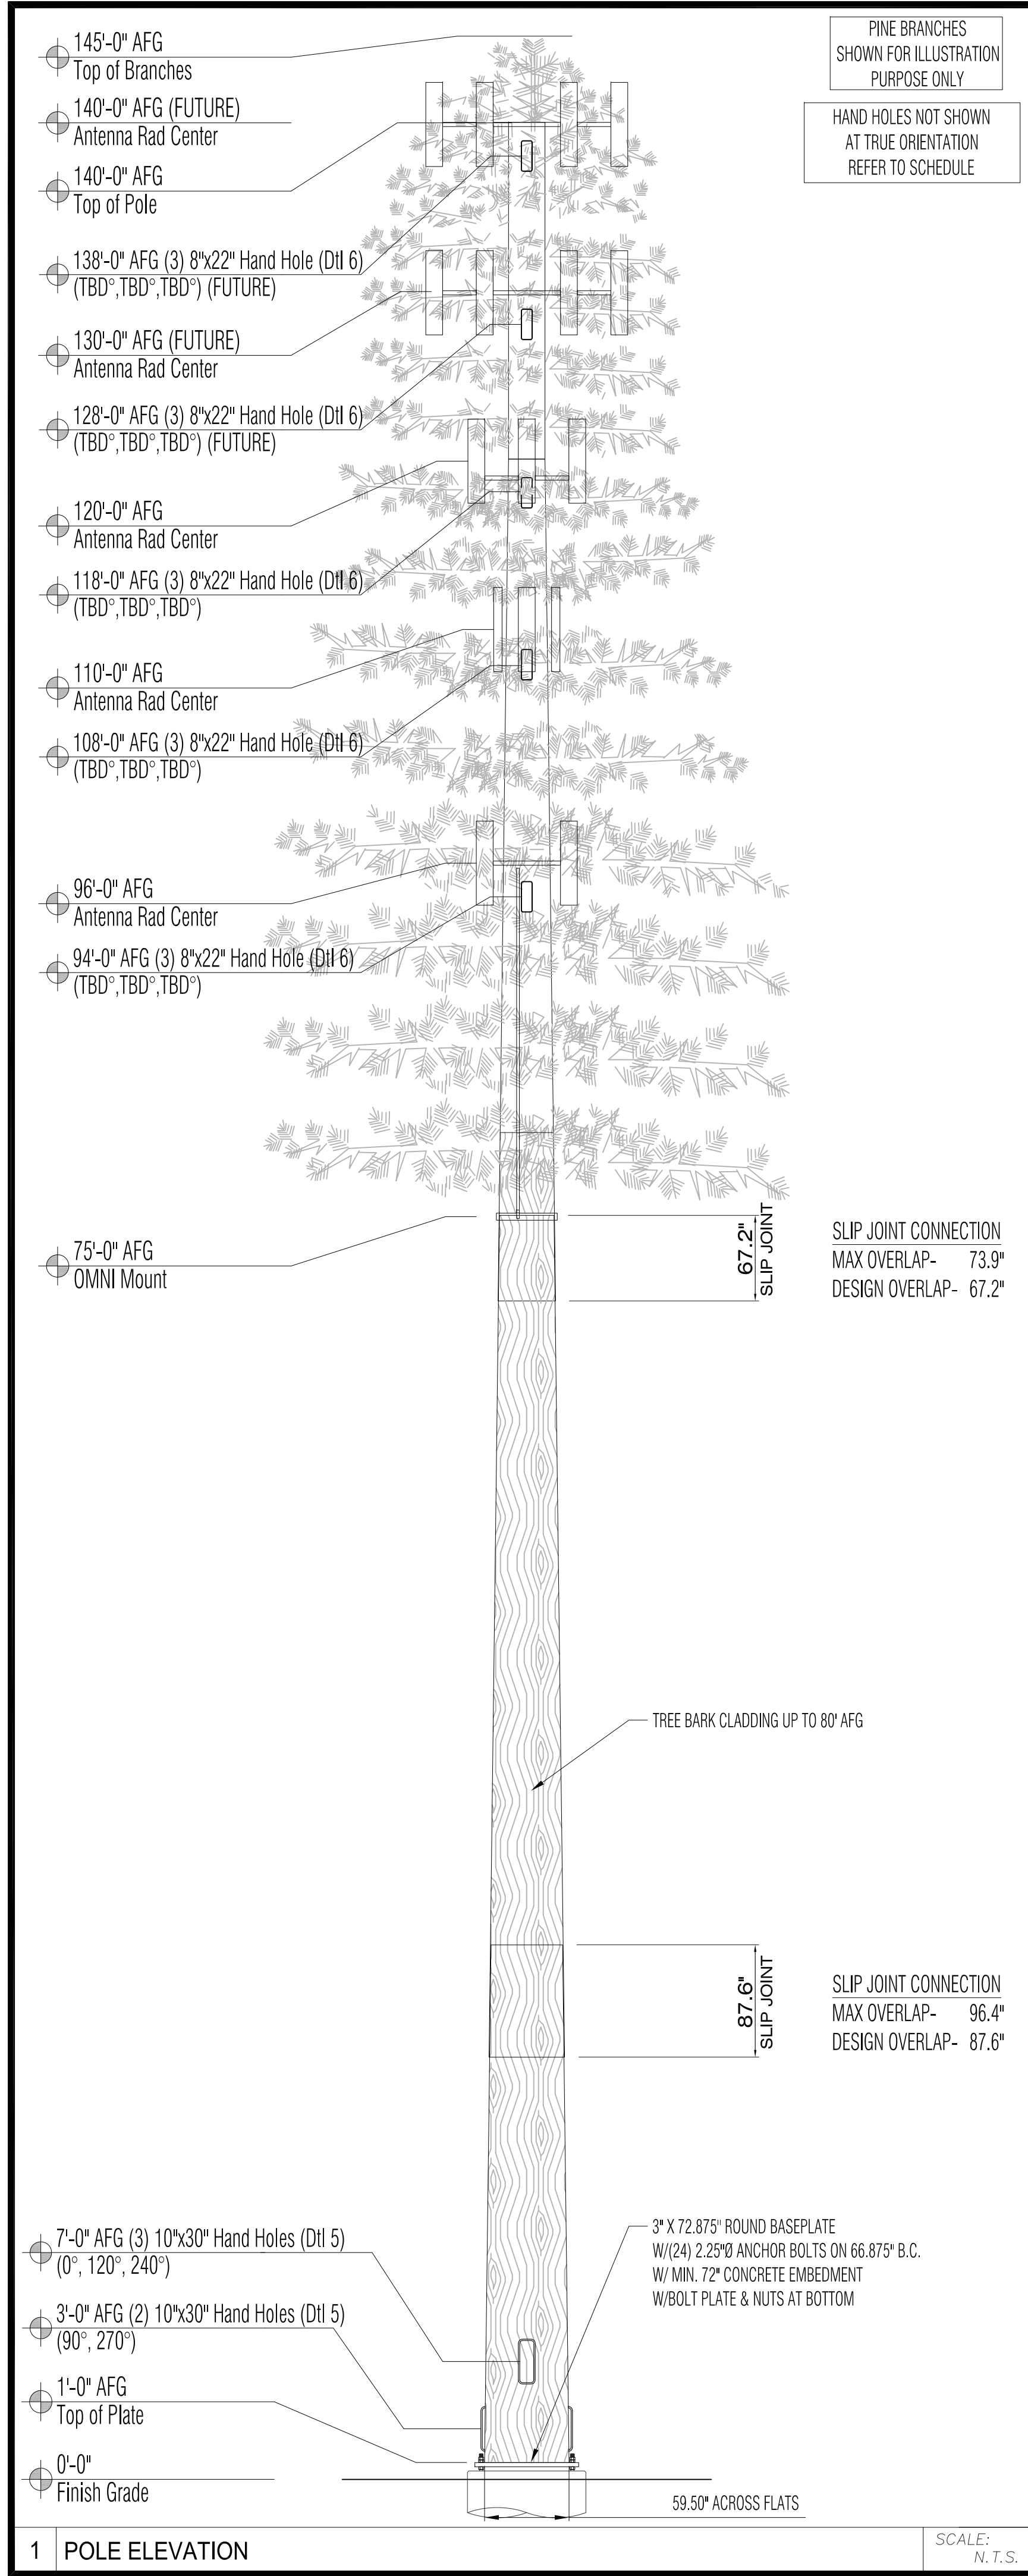 PINE BRANCHES
SHOWN FOR ILLUSTRATION
PURPOSE ONLY
HAND HOLES NOT SHOWN
AT TRUE ORIENTATION
REFER TO SCHEDULE
145'-0" AFG
Top of Branches
140'-0" AFG (FUTURE)
Antenna Rad Center
140'-0" AFG
Top of Pole
138'-0" AFG (3) 8"x22" Hand Hole (Dtl 6)
(TBD°,TBD°,TBD°) (FUTURE)
130'-0" AFG (FUTURE)
Antenna Rad Center
128'-0" AFG (3) 8"x22" Hand Hole (Dtl 6)
(TBD°,TBD°,TBD°) (FUTURE)
120'-0" AFG
Antenna Rad Center
118'-0" AFG (3) 8"x22" Hand Hole (Dtl 6)
(TBD°,TBD°,TBD°)
110'-0" AFG
Antenna Rad Center
108'-0" AFG (3) 8"x22" Hand Hole (Dtl 6)
(TBD°,TBD°,TBD°)
96'-0" AFG
Antenna Rad Center
94'-0" AFG (3) 8"x22" Hand Hole (Dtl 6)
(TBD°,TBD°,TBD°)
75'-0" AFG
OMNI Mount
67.2"
SLIP JOINT
SLIP JOINT CONNECTION
MAX OVERLAP- 73.9"
DESIGN OVERLAP- 67.2"
TREE BARK CLADDING UP TO 80' AFG
87.6"
SLIP JOINT
SLIP JOINT CONNECTION
MAX OVERLAP- 96.4"
DESIGN OVERLAP- 87.6"
3" X 72.875" ROUND BASEPLATE
W/(24) 2.25"Ø ANCHOR BOLTS ON 66.875" B.C.
W/ MIN. 72" CONCRETE EMBEDMENT
W/BOLT PLATE & NUTS AT BOTTOM
7'-0" AFG (3) 10"x30" Hand Holes (Dtl 5)
(0°, 120°, 240°)
3'-0" AFG (2) 10"x30" Hand Holes (Dtl 5)
(90°, 270°)
1'-0" AFG
Top of Plate
0'-0"
Finish Grade
59.50" ACROSS FLATS
1 POLE ELEVATION
SCALE:
N.T.S.